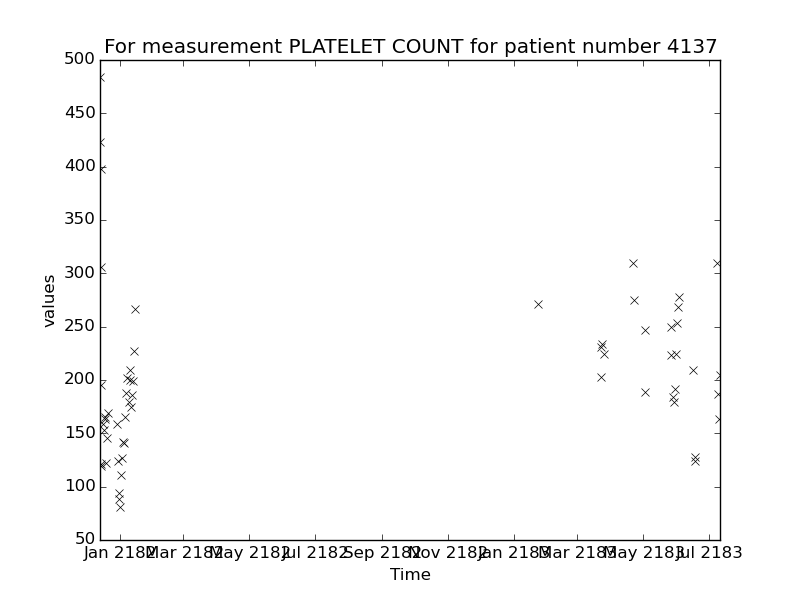 For measurement PLATELET COUNT for patient number 4137
500
450
400
350
300
250
200
150
100
50
values
Jan 2182 Mar 2182 May 2182 Jul 2182 Sep 2182 Nov 2182 Jan 2183 Mar 2183 May 2183 Jul 2183
Time